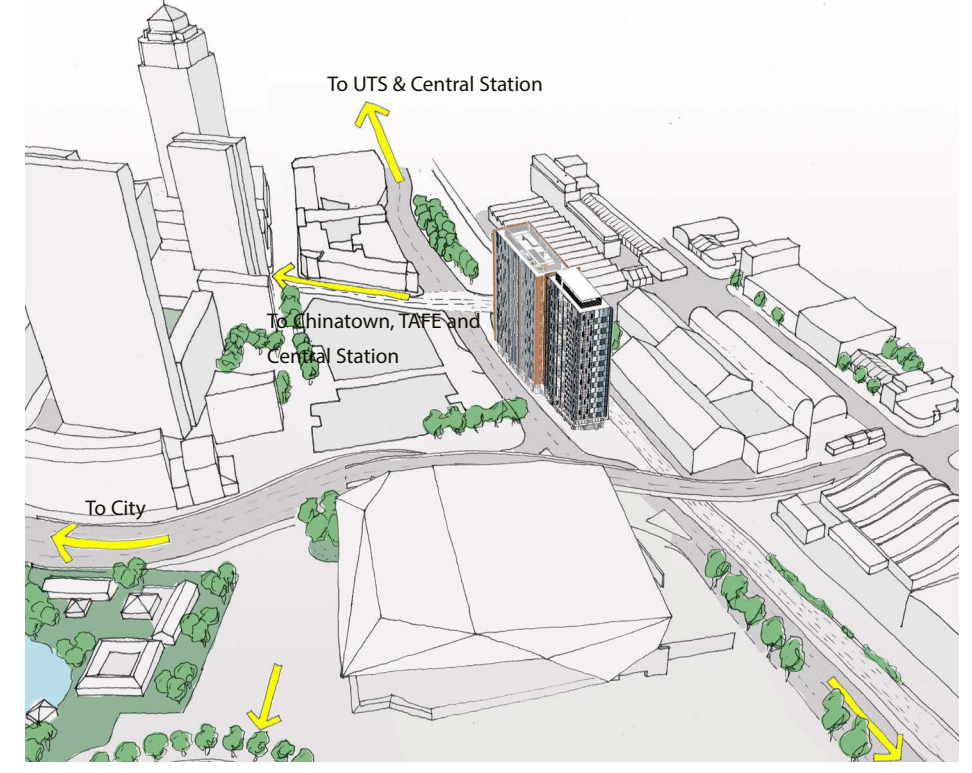 To UTS & Central Station
To Chinatown, TAFE and
Central Station
To City